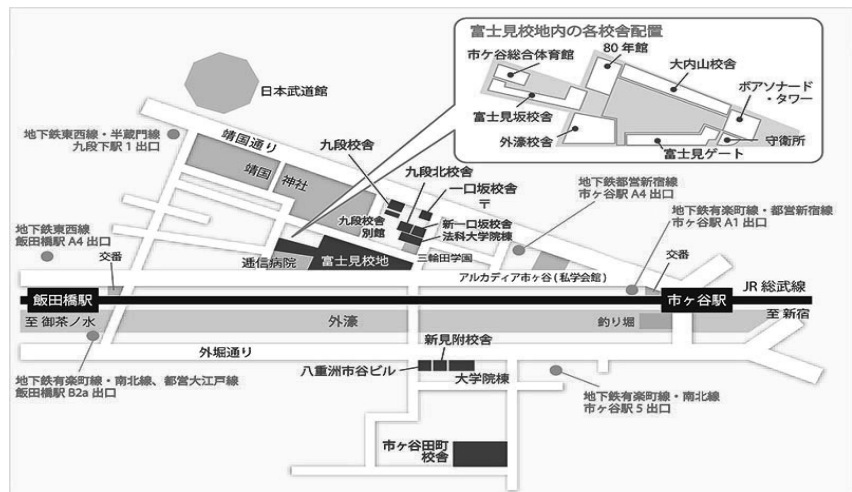 富士見校地内の各校舎配置
80 年館
市ケ谷総合体育館
大内山校舎
ボアソナード
・タワー
富士見坂校舎
外濠校舎
富士見ゲート
守衛所
日本武道館
地下鉄東西線・半蔵門線
九段下駅 1 出口
靖国通り
靖国
神社
九段校舎
九段北校舎
一口坂校舎
〒
九段校舎
別館
新一口坂校舎
法科大学院棟
地下鉄都営新宿線
市ヶ谷駅 A4 出口
地下鉄有楽町線・都営新宿線
市ヶ谷駅 A1 出口
地下鉄東西線
飯田橋駅 A4 出口
交番
逓信病院
富士見校地
三輪田学園
アルカディア市ヶ谷 (私学会館)
交番
JR 総武線
飯田橋駅
市ヶ谷駅
至 御茶ノ水
外濠
釣り堀
至 新宿
外堀通り
新見附校舎
八重洲市谷ビル
大学院棟
地下鉄有楽町線・南北線、都営大江戸線
飯田橋駅 B2a 出口
地下鉄有楽町線・南北線
市ヶ谷駅 5 出口
市ヶ谷田町
校舎